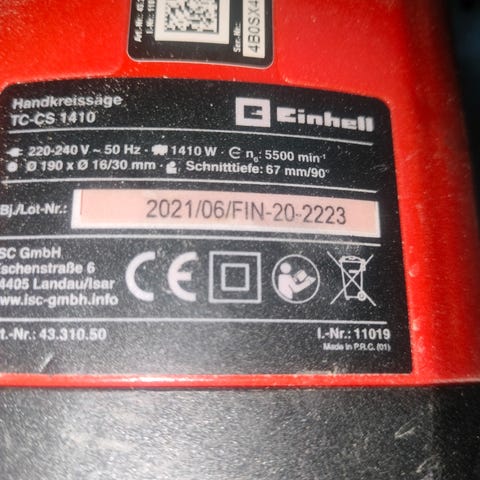 4B0SX4
Handkreissäge
TC-CS 1410
Einhell
220-240 V ~ 50 Hz · 1410 W · n₀: 5500 min⁻¹
Ø 190 x Ø 16/30 mm · Schnitttiefe: 67 mm/90°
Bj./Lot-Nr.: 2021/06/FIN-20-2223
ISC GmbH
Eschenstraße 6
4405 Landau/Isar
www.isc-gmbh.info
CE
t.-Nr.: 43.310.50
I.-Nr.: 11019
Made in P.R.C. (01)